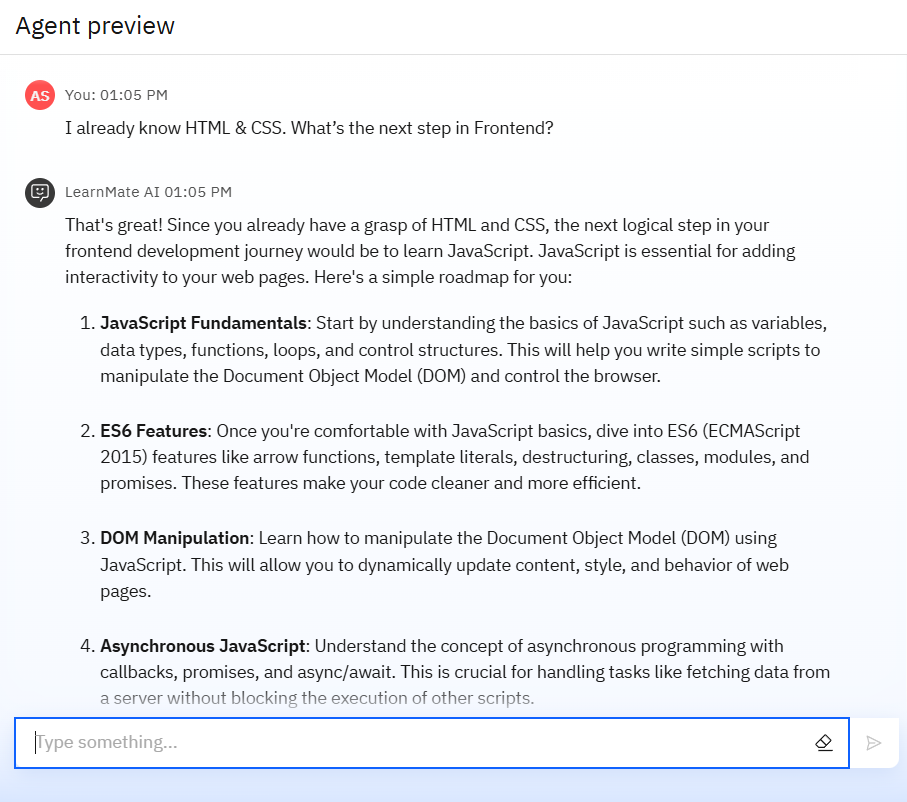 Agent preview
AS
You: 01:05 PM
I already know HTML & CSS. What’s the next step in Frontend?
LearnMate AI 01:05 PM
That's great! Since you already have a grasp of HTML and CSS, the next logical step in your
frontend development journey would be to learn JavaScript. JavaScript is essential for adding
interactivity to your web pages. Here's a simple roadmap for you:
1. JavaScript Fundamentals: Start by understanding the basics of JavaScript such as variables,
data types, functions, loops, and control structures. This will help you write simple scripts to
manipulate the Document Object Model (DOM) and control the browser.
2. ES6 Features: Once you're comfortable with JavaScript basics, dive into ES6 (ECMAScript
2015) features like arrow functions, template literals, destructuring, classes, modules, and
promises. These features make your code cleaner and more efficient.
3. DOM Manipulation: Learn how to manipulate the Document Object Model (DOM) using
JavaScript. This will allow you to dynamically update content, style, and behavior of web
pages.
4. Asynchronous JavaScript: Understand the concept of asynchronous programming with
callbacks, promises, and async/await. This is crucial for handling tasks like fetching data from
a server without blocking the execution of other scripts.
Type something...